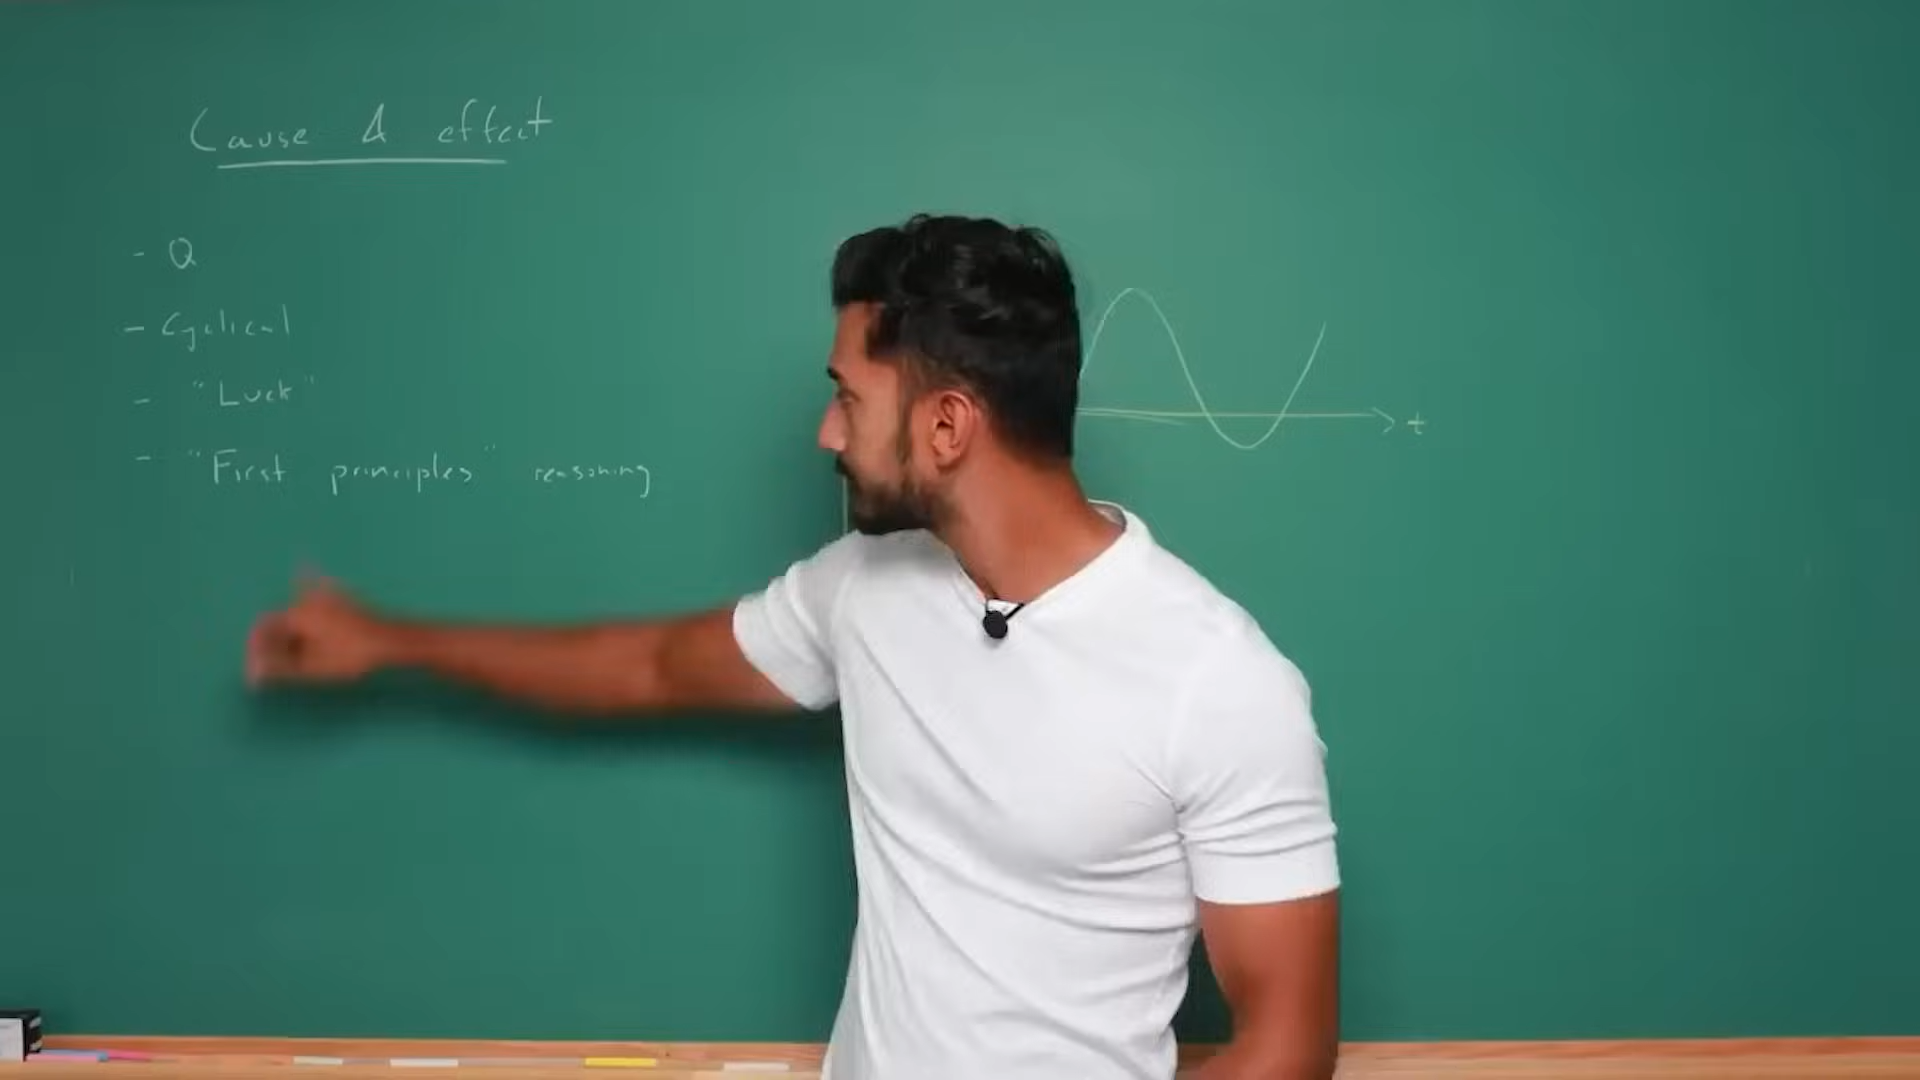 Cause & effect
- Q
- Cyclical
- "Luck"
- "First principles" reasoning
t